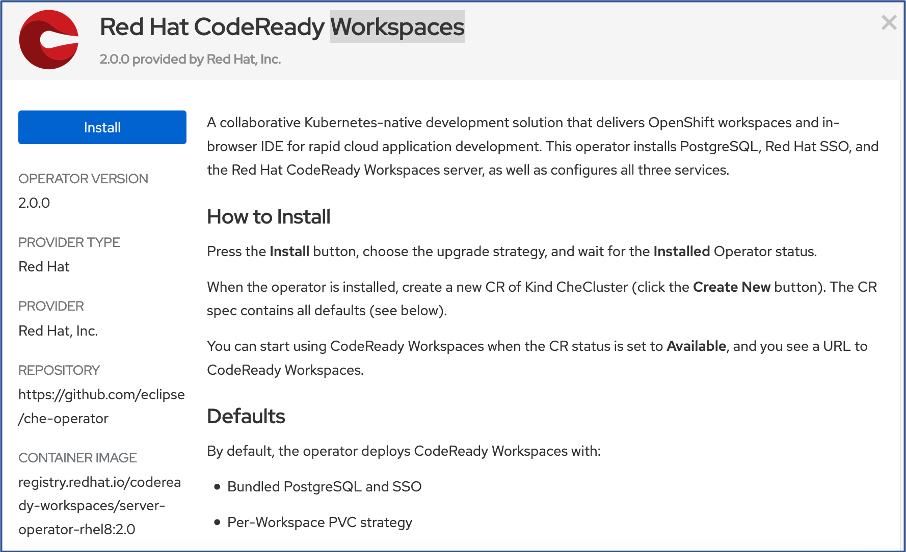 Red Hat CodeReady Workspaces
2.0.0 provided by Red Hat, Inc.
Install
OPERATOR VERSION
2.0.0
PROVIDER TYPE
Red Hat
PROVIDER
Red Hat, Inc.
REPOSITORY
https://github.com/eclipse
/che-operator
CONTAINER IMAGE
registry.redhat.io/coderea
dy-workspaces/server-
operator-rhel8:2.0
A collaborative Kubernetes-native development solution that delivers OpenShift workspaces and in-
browser IDE for rapid cloud application development. This operator installs PostgreSQL, Red Hat SSO, and
the Red Hat CodeReady Workspaces server, as well as configures all three services.
How to Install
Press the Install button, choose the upgrade strategy, and wait for the Installed Operator status.
When the operator is installed, create a new CR of Kind CheCluster (click the Create New button). The CR
spec contains all defaults (see below).
You can start using CodeReady Workspaces when the CR status is set to Available, and you see a URL to
CodeReady Workspaces.
Defaults
By default, the operator deploys CodeReady Workspaces with:
• Bundled PostgreSQL and SSO
• Per-Workspace PVC strategy